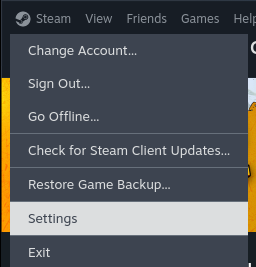 Steam View Friends Games Help
Change Account...
Sign Out...
Go Offline...
Check for Steam Client Updates...
Restore Game Backup...
Settings
Exit